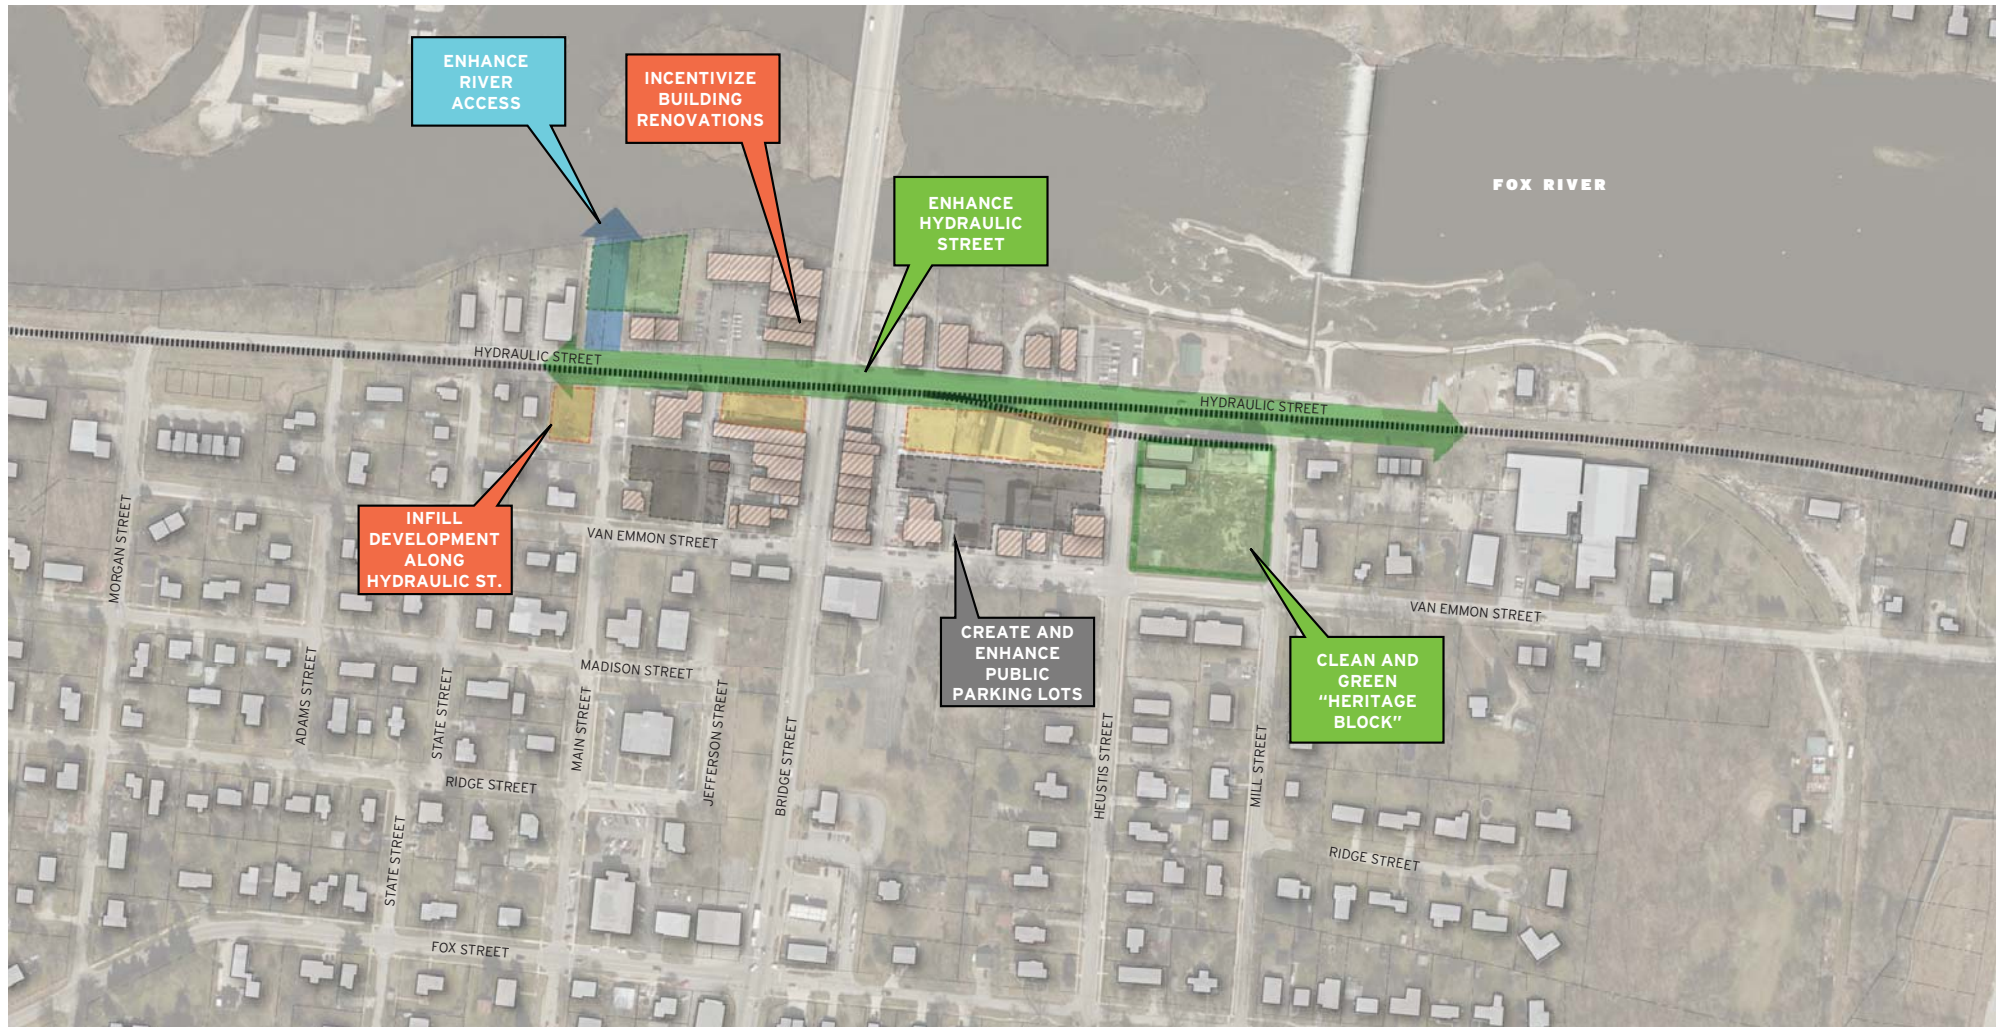 ENHANCE
RIVER
ACCESS
INCENTIVIZE
BUILDING
RENOVATIONS
ENHANCE
HYDRAULIC
STREET
FOX RIVER
HYDRAULIC STREET
HYDRAULIC STREET
INFILL
DEVELOPMENT
ALONG
HYDRAULIC ST.
MORGAN STREET
VAN EMMON STREET
VAN EMMON STREET
CREATE AND
ENHANCE
PUBLIC
PARKING LOTS
CLEAN AND
GREEN
“HERITAGE
BLOCK”
ADAMS STREET
STATE STREET
MADISON STREET
MAIN STREET
JEFFERSON STREET
BRIDGE STREET
HEUSTIS STREET
MILL STREET
RIDGE STREET
STATE STREET
RIDGE STREET
FOX STREET